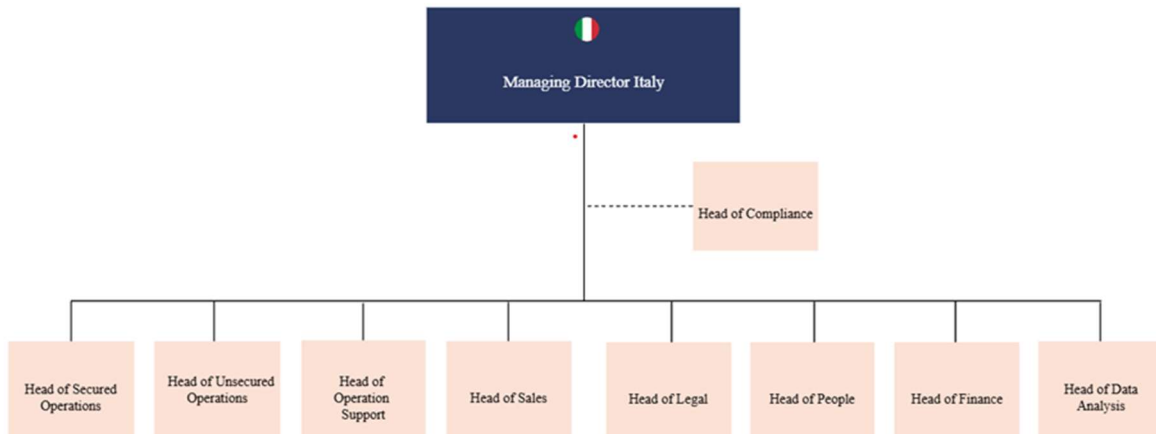 Managing Director Italy
Head of Compliance
Head of Secured
Operations
Head of Unsecured
Operations
Head of
Operation
Support
Head of Sales
Head of Legal
Head of People
Head of Finance
Head of Data
Analysis